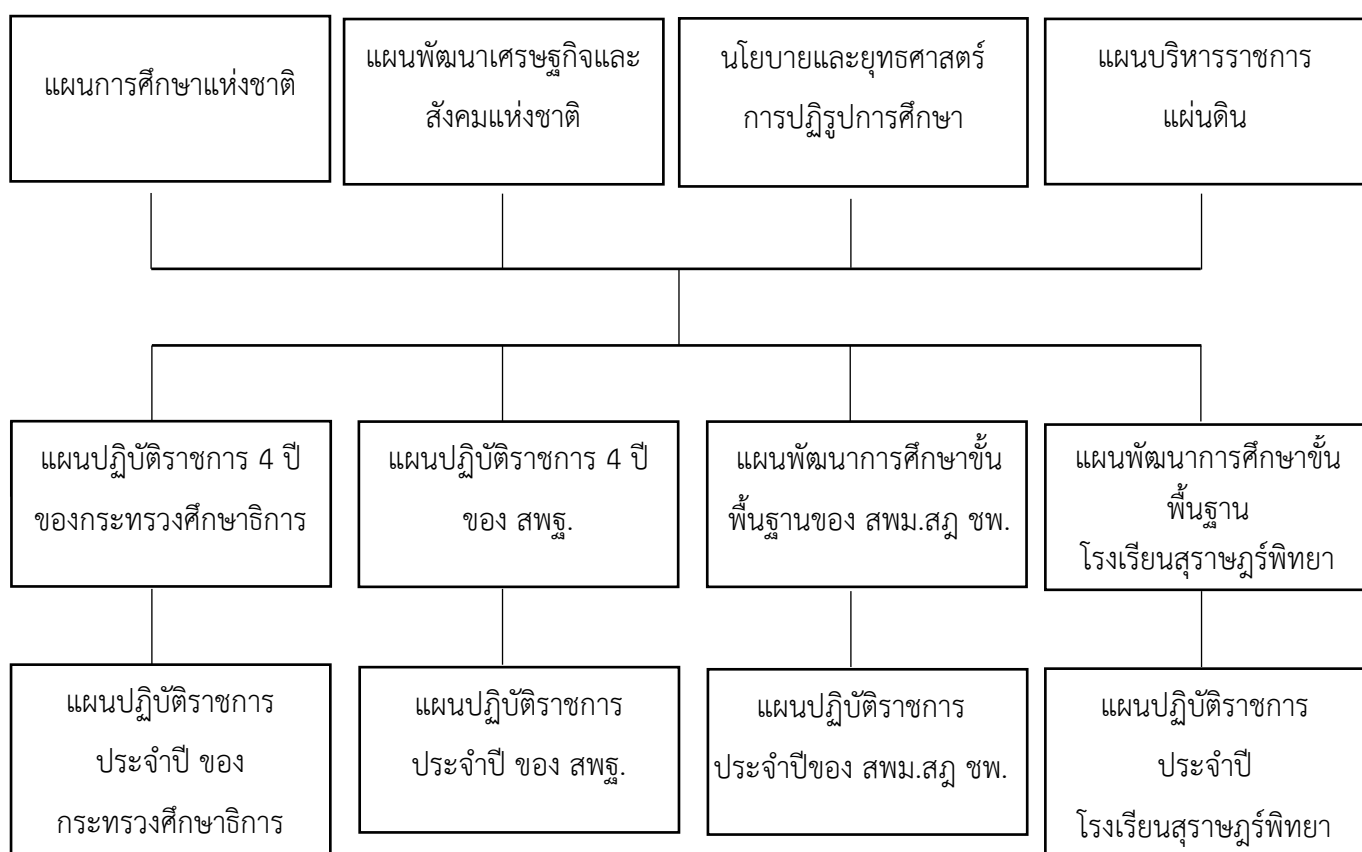 แผนการศึกษาแห่งชาติ
แผนพัฒนาเศรษฐกิจและ
สังคมแห่งชาติ
นโยบายและยุทธศาสตร์
การปฏิรูปการศึกษา
แผนบริหารราชการ
แผ่นดิน
แผนปฏิบัติราชการ 4 ปี
ของกระทรวงศึกษาธิการ
แผนปฏิบัติราชการ 4 ปี
ของ สพฐ.
แผนพัฒนาการศึกษาขั้น
พื้นฐานของ สพม.สฎ ชพ.
แผนพัฒนาการศึกษาขั้น
พื้นฐาน
โรงเรียนสุราษฎร์พิทยา
แผนปฏิบัติราชการ
ประจำปี ของ
กระทรวงศึกษาธิการ
แผนปฏิบัติราชการ
ประจำปี ของ สพฐ.
แผนปฏิบัติราชการ
ประจำปีของ สพม.สฎ ชพ.
แผนปฏิบัติราชการ
ประจำปี
โรงเรียนสุราษฎร์พิทยา